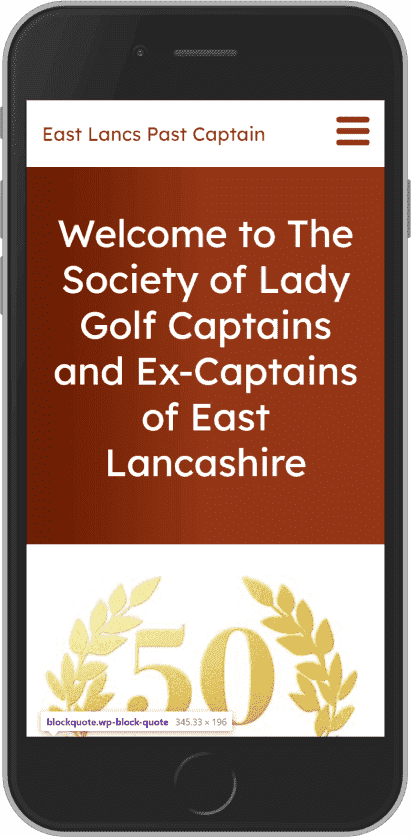 East Lancs Past Captain
Welcome to The
Society of Lady
Golf Captains
and Ex-Captains
of East
Lancashire
50
blockquote.wp-block-quote 345.33 × 196